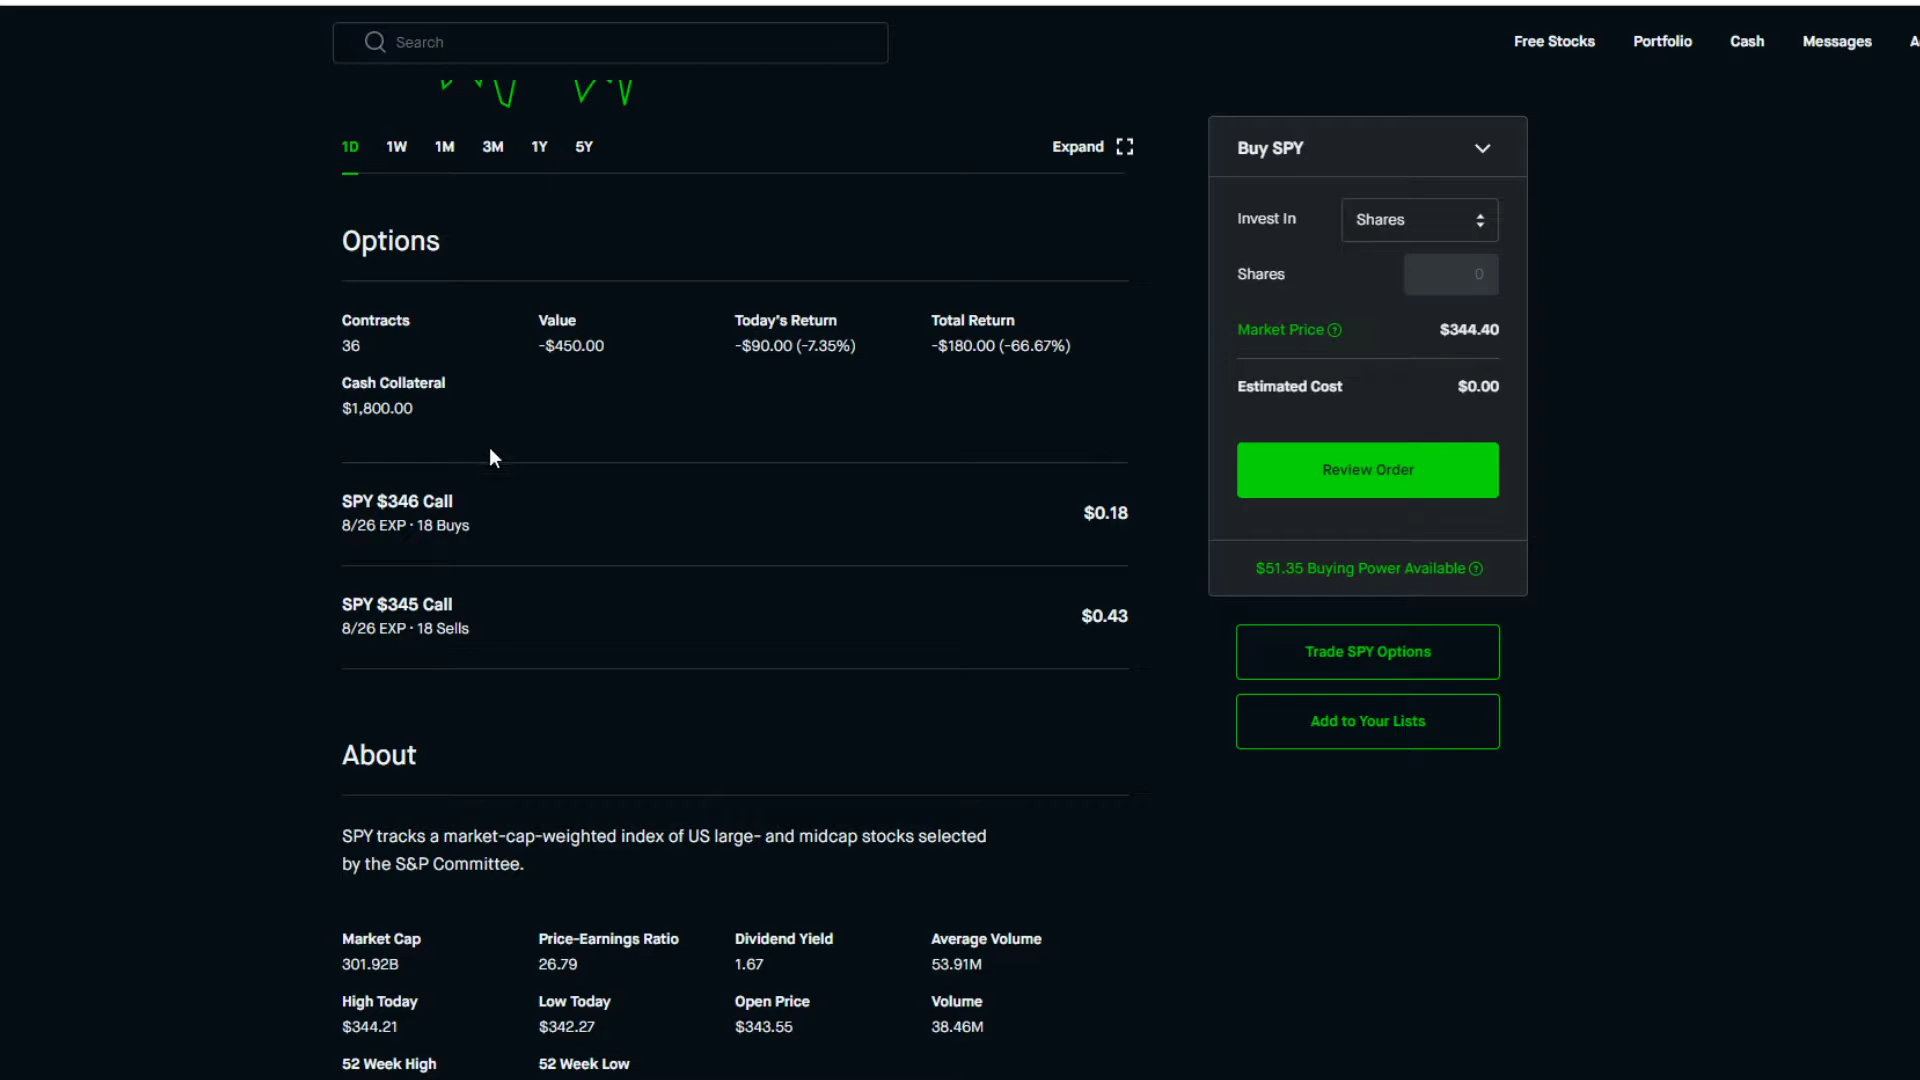 Search
Free Stocks Portfolio Cash Messages
1D 1W 1M 3M 1Y 5Y Expand
Buy SPY
Invest In Shares
Shares 0
Market Price $344.40
Estimated Cost $0.00
Review Order
$51.35 Buying Power Available
Trade SPY Options
Add to Your Lists
Options
Contracts Value Today's Return Total Return
36 -$450.00 -$90.00 (-7.35%) -$180.00 (-66.67%)
Cash Collateral
$1,800.00
SPY $346 Call
8/26 EXP · 18 Buys
$0.18
SPY $345 Call
8/26 EXP · 18 Sells
$0.43
About
SPY tracks a market-cap-weighted index of US large- and midcap stocks selected
by the S&P Committee.
Market Cap Price-Earnings Ratio Dividend Yield Average Volume
301.92B 26.79 1.67 53.91M
High Today Low Today Open Price Volume
$344.21 $342.27 $343.55 38.46M
52 Week High 52 Week Low